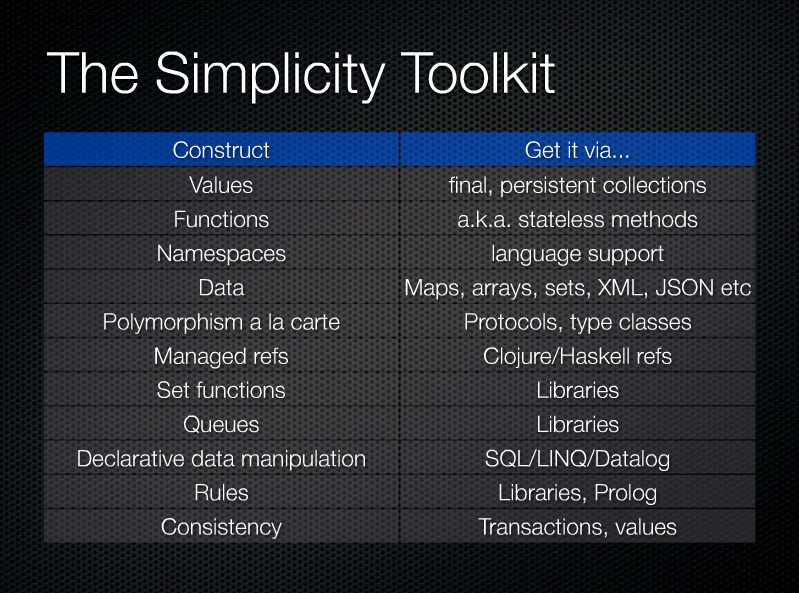 The Simplicity Toolkit
Construct Get it via...
Values final, persistent collections
Functions a.k.a. stateless methods
Namespaces language support
Data Maps, arrays, sets, XML, JSON etc
Polymorphism a la carte Protocols, type classes
Managed refs Clojure/Haskell refs
Set functions Libraries
Queues Libraries
Declarative data manipulation SQL/LINQ/Datalog
Rules Libraries, Prolog
Consistency Transactions, values